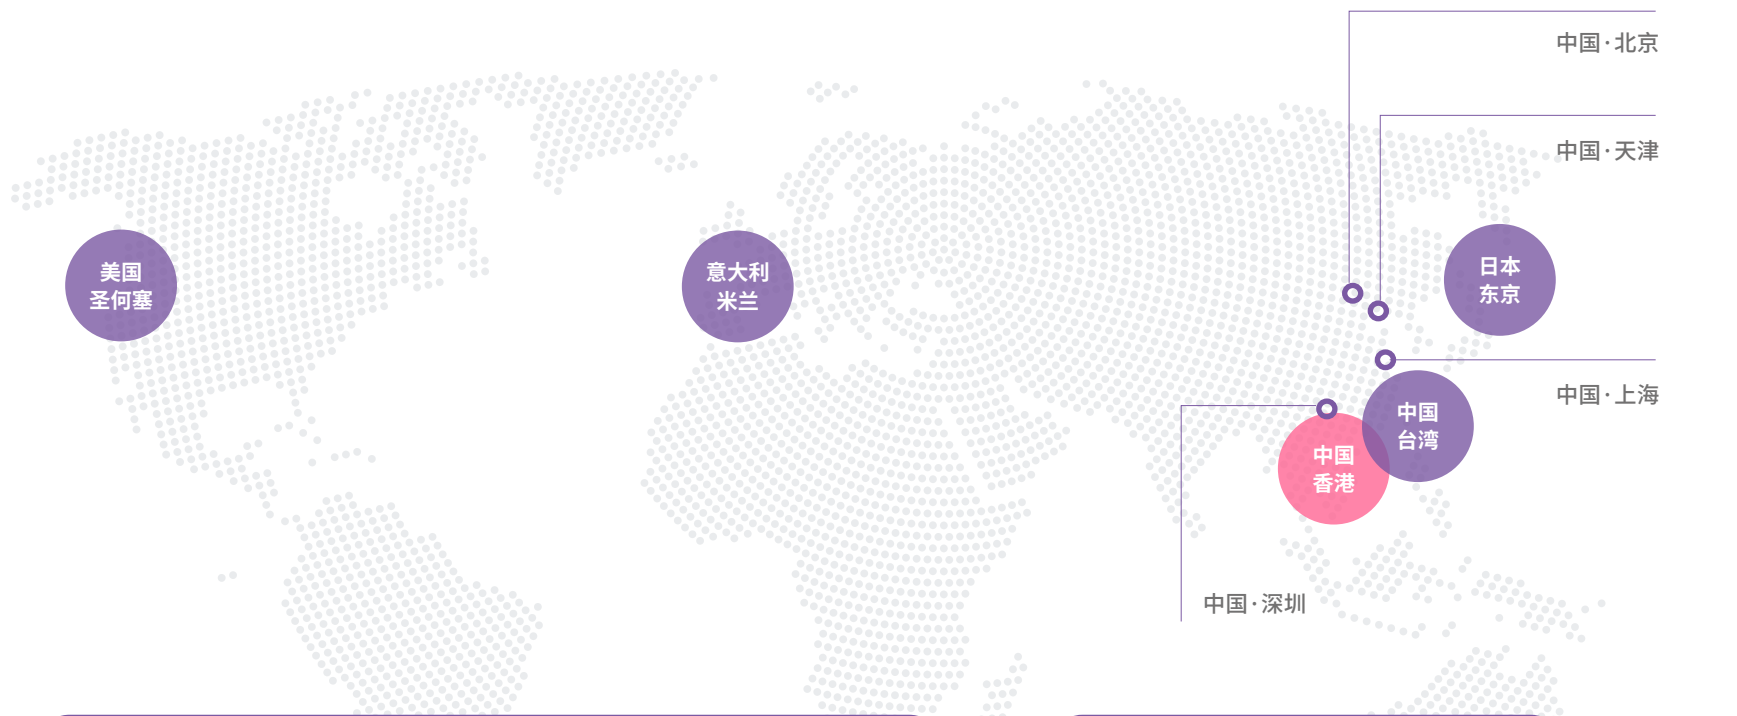 中国·北京
中国·天津
美国
圣何塞
意大利
米兰
日本
东京
中国·上海
中国
台湾
中国
香港
中国·深圳